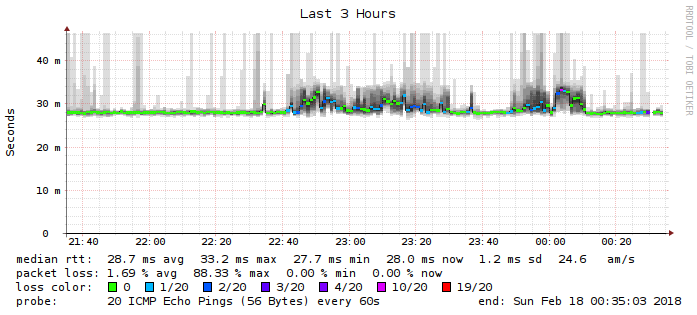 Last 3 Hours
RRDTOOL / TOBI OETIKER
Seconds
40 m
30 m
20 m
10 m
0
21:40 22:00 22:20 22:40 23:00 23:20 23:40 00:00 00:20
median rtt: 28.7 ms avg 33.2 ms max 27.7 ms min 28.0 ms now 1.2 ms sd 24.6 am/s
packet loss: 1.69 % avg 88.33 % max 0.00 % min 0.00 % now
loss color: 0 1/20 2/20 3/20 4/20 10/20 19/20
probe: 20 ICMP Echo Pings (56 Bytes) every 60s end: Sun Feb 18 00:35:03 2018